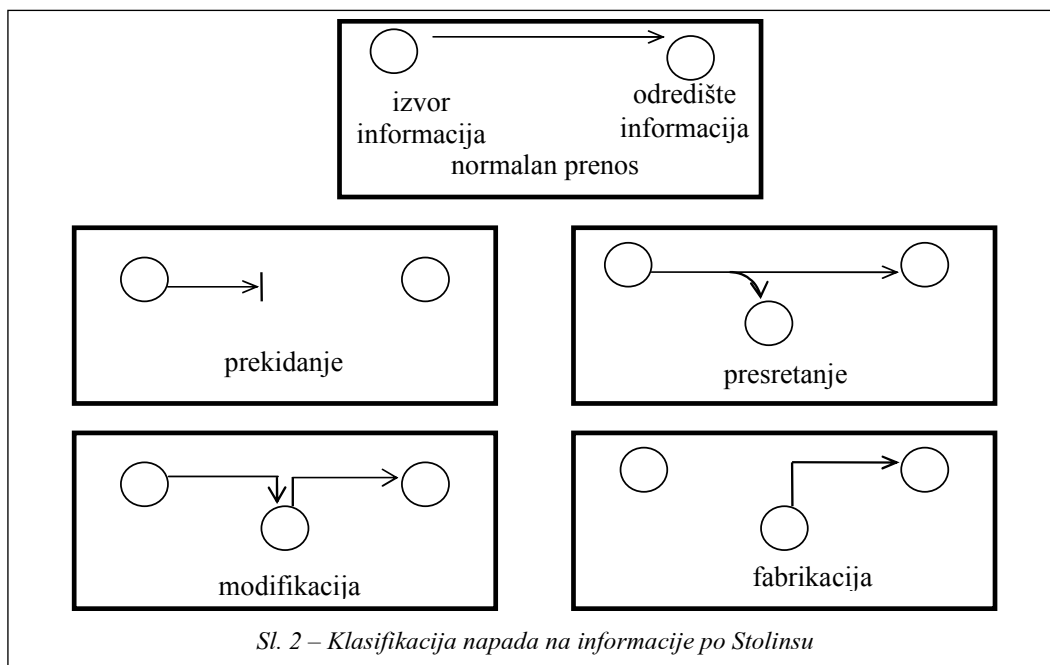 izvor
informacija
odredište
informacija
normalan prenos
prekidanje
presretanje
modifikacija
fabrikacija
Sl. 2 – Klasifikacija napada na informacije po Stolinsu